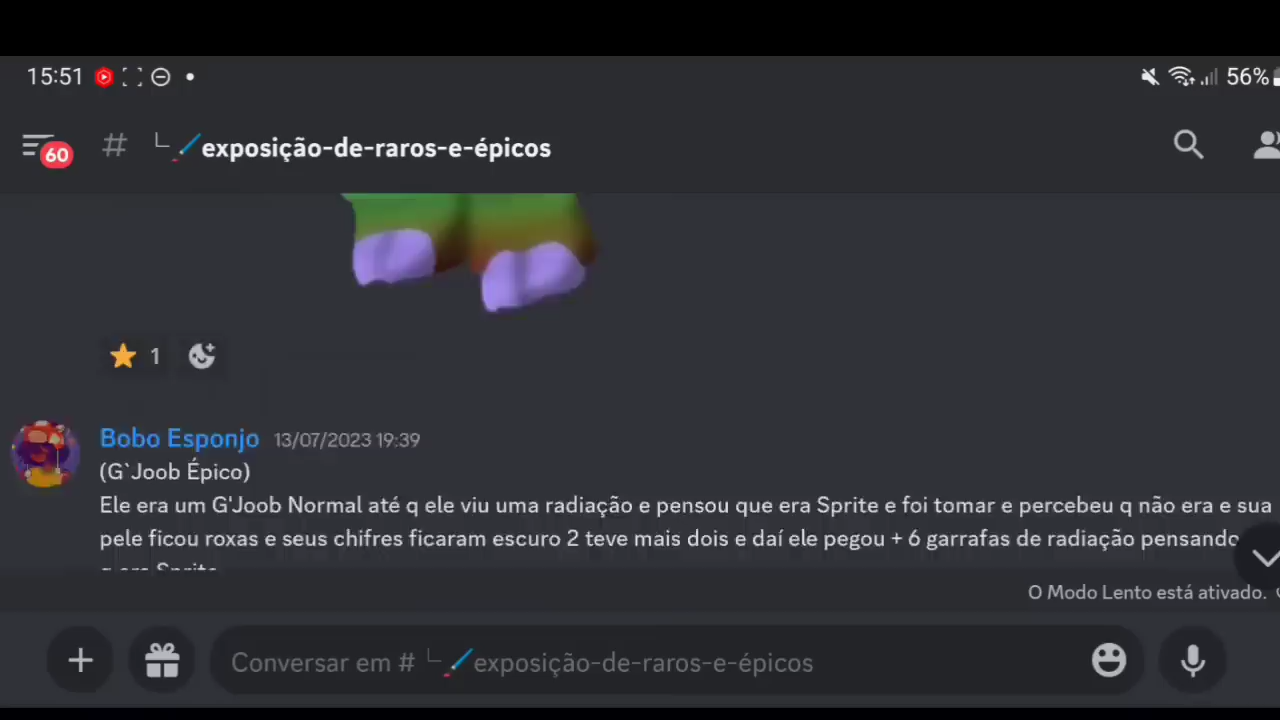 15:51 56%
60 # exposição-de-raros-e-épicos
1
Bobo Esponjo 13/07/2023 19:39
(G`Joob Épico)
Ele era um G'Joob Normal até q ele viu uma radiação e pensou que era Sprite e foi tomar e percebeu q não era e sua
pele ficou roxas e seus chifres ficaram escuro 2 teve mais dois e daí ele pegou + 6 garrafas de radiação pensando
q era Sprite
O Modo Lento está ativado.
Conversar em # exposição-de-raros-e-épicos